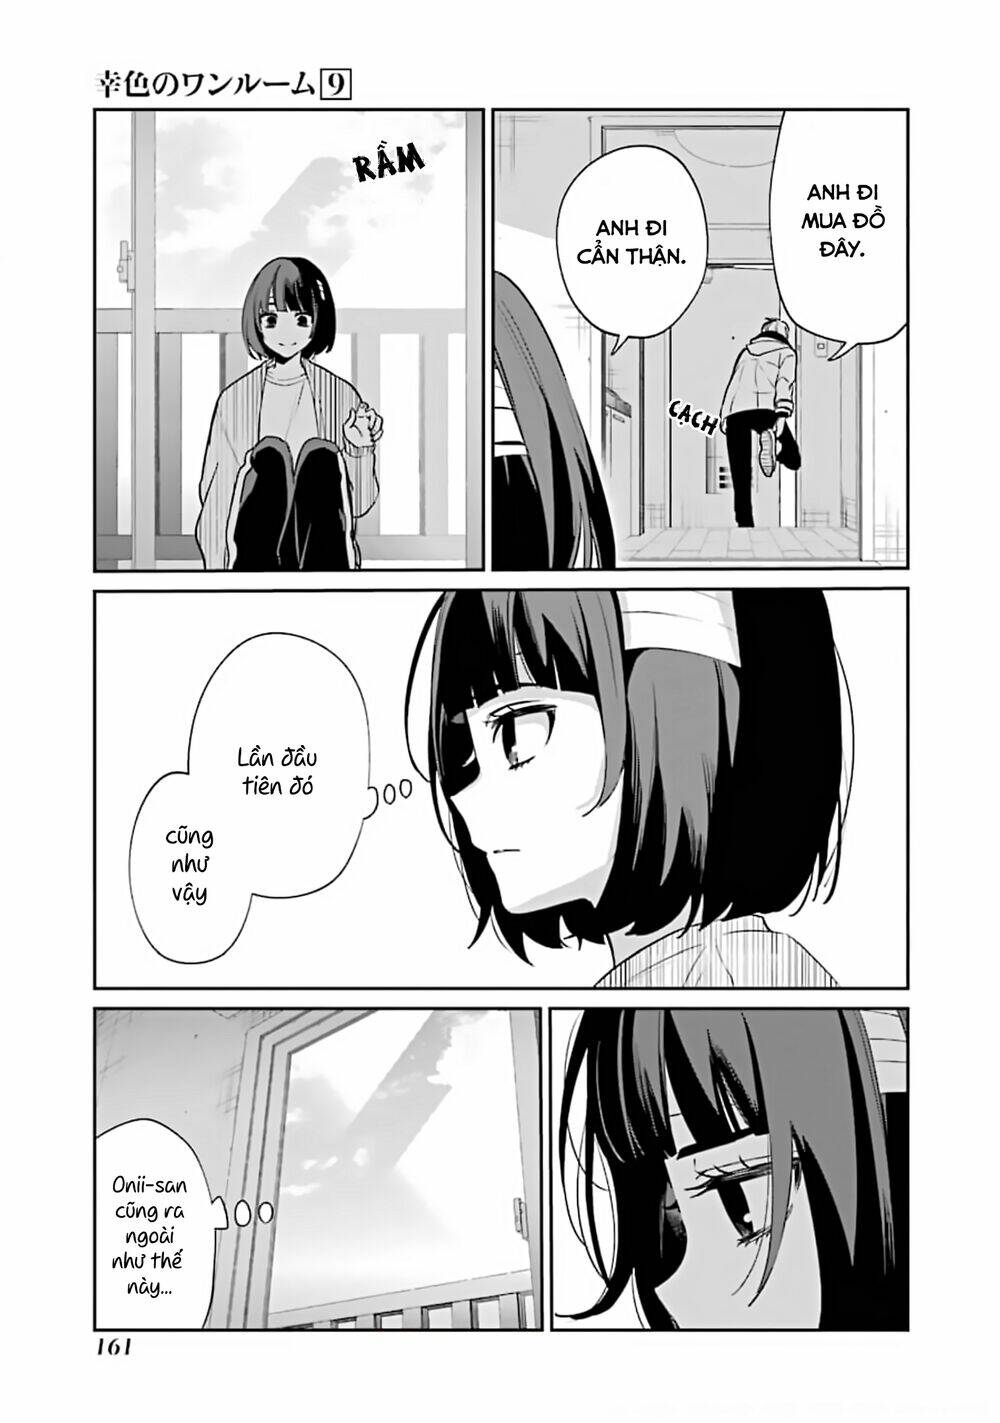 幸色のワンルーム 9
ANH ĐI
MUA ĐỒ
ĐÂY.
ANH ĐI
CẨN THẬN.
CẠCH
RẦM
Lần đầu
tiên đó
cũng
như
vậy
Onii-san
cũng ra
ngoài
như thế
này...
161